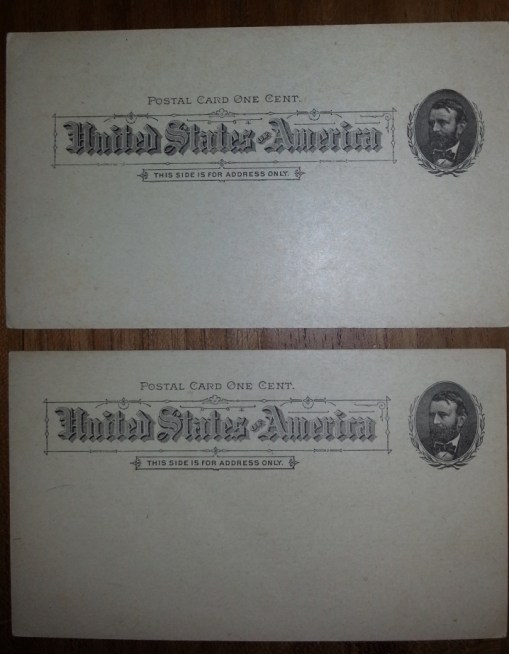 POSTAL CARD ONE CENT.
United States of America
THIS SIDE IS FOR ADDRESS ONLY.
POSTAL CARD ONE CENT.
United States of America
THIS SIDE IS FOR ADDRESS ONLY.